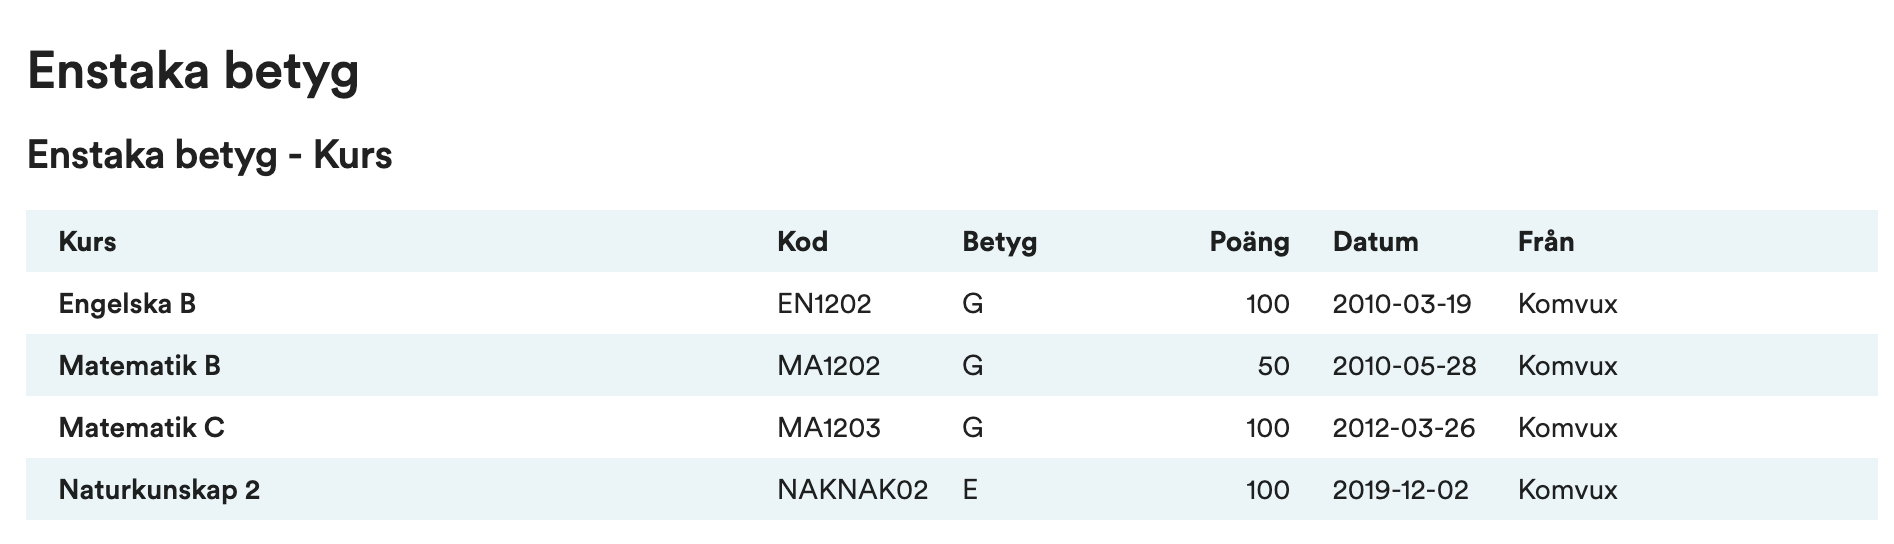 Enstaka betyg
Enstaka betyg - Kurs
Kurs Kod Betyg Poäng Datum Från
Engelska B EN1202 G 100 2010-03-19 Komvux
Matematik B MA1202 G 50 2010-05-28 Komvux
Matematik C MA1203 G 100 2012-03-26 Komvux
Naturkunskap 2 NAKNAK02 E 100 2019-12-02 Komvux